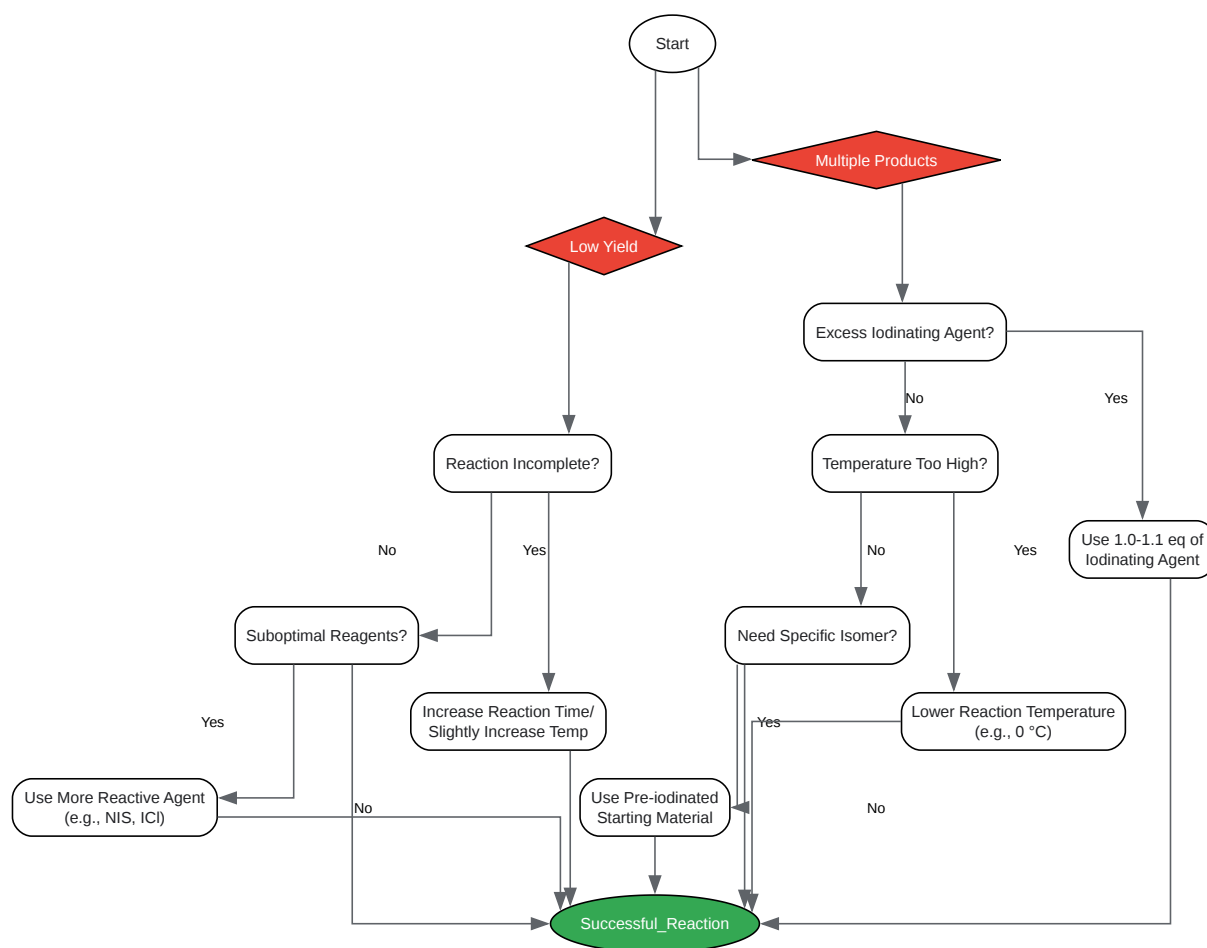 Start
Multiple Products
Low Yield
Excess Iodinating Agent?
No
Yes
Reaction Incomplete?
Temperature Too High?
Use 1.0-1.1 eq of
Iodinating Agent
No
Yes
No
Yes
Suboptimal Reagents?
Need Specific Isomer?
Yes
Increase Reaction Time/
Slightly Increase Temp
Yes
Lower Reaction Temperature
(e.g., 0 °C)
Use More Reactive Agent
(e.g., NIS, ICl)
No
Use Pre-iodinated
Starting Material
No
Successful_Reaction